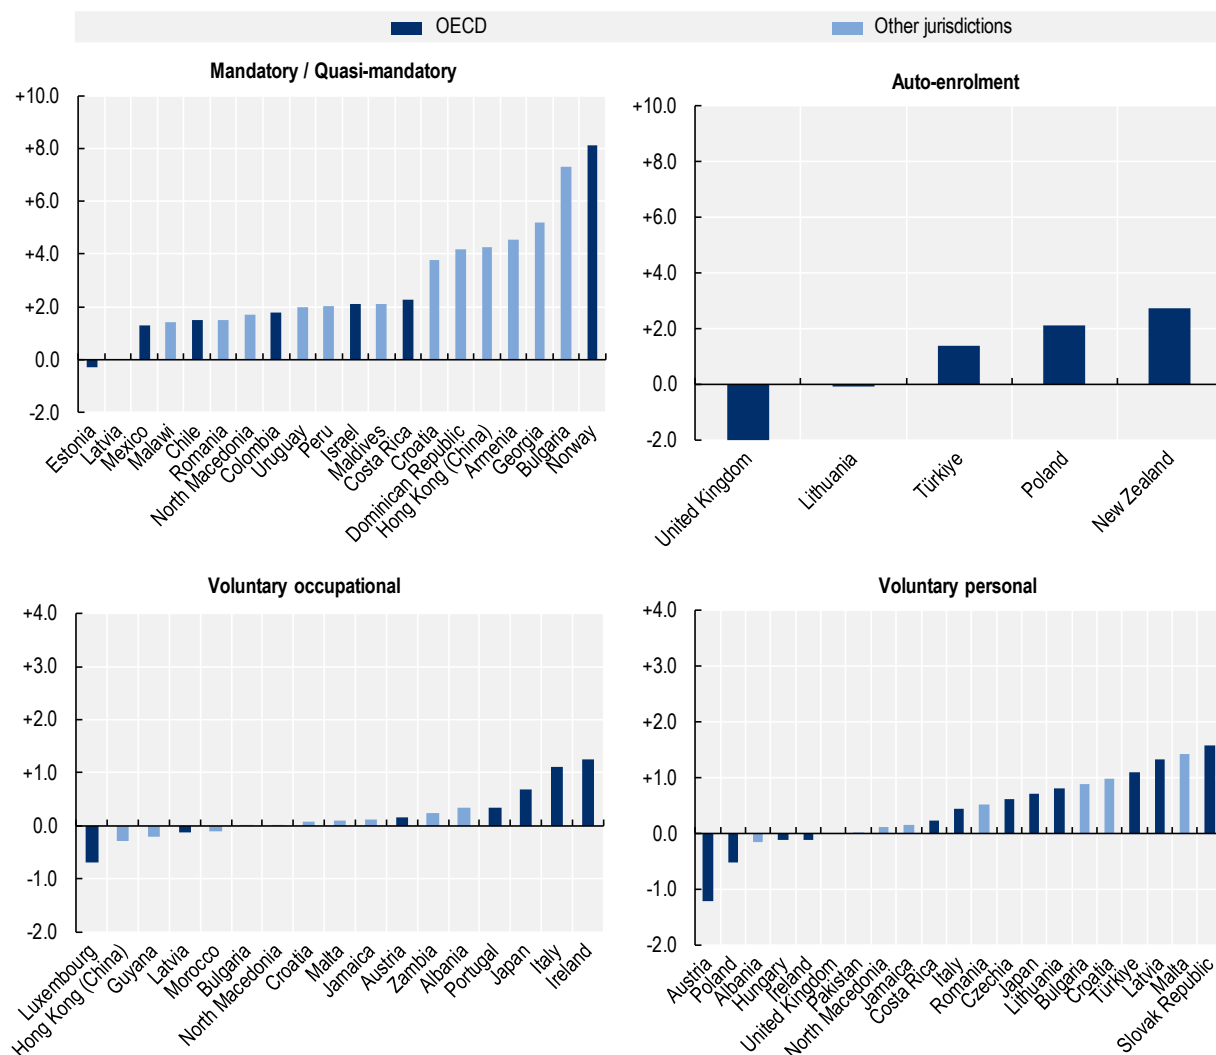 OECD
Other jurisdictions
Mandatory / Quasi-mandatory
+10.0
+8.0
+6.0
+4.0
+2.0
0.0
-2.0
Estonia
Latvia
Mexico
Malawi
Chile
Romania
North Macedonia
Colombia
Uruguay
Peru
Israel
Maldives
Costa Rica
Croatia
Dominican Republic
Hong Kong (China)
Armenia
Georgia
Bulgaria
Norway
Auto-enrolment
+10.0
+8.0
+6.0
+4.0
+2.0
0.0
-2.0
United Kingdom
Lithuania
Türkiye
Poland
New Zealand
Voluntary occupational
+4.0
+3.0
+2.0
+1.0
0.0
-1.0
-2.0
Luxembourg
Hong Kong (China)
Guyana
Latvia
Morocco
Bulgaria
North Macedonia
Croatia
Malta
Jamaica
Austria
Zambia
Albania
Portugal
Japan
Italy
Ireland
Voluntary personal
+4.0
+3.0
+2.0
+1.0
0.0
-1.0
-2.0
Austria
Poland
Albania
Hungary
Ireland
United Kingdom
Pakistan
North Macedonia
Jamaica
Costa Rica
Italy
Romania
Czechia
Japan
Lithuania
Bulgaria
Croatia
Türkiye
Latvia
Malta
Slovak Republic